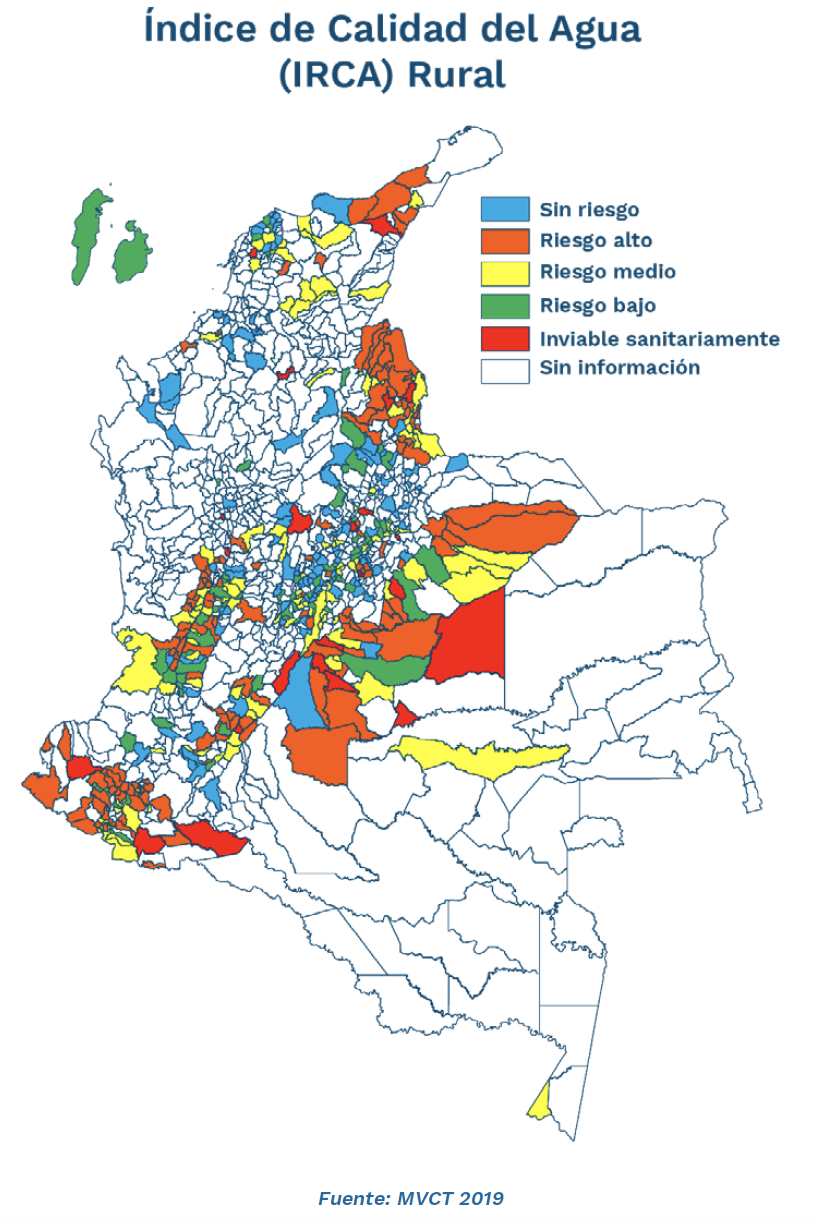 Índice de Calidad del Agua
(IRCA) Rural
Sin riesgo
Riesgo alto
Riesgo medio
Riesgo bajo
Inviable sanitariamente
Sin información
Fuente: MVCT 2019